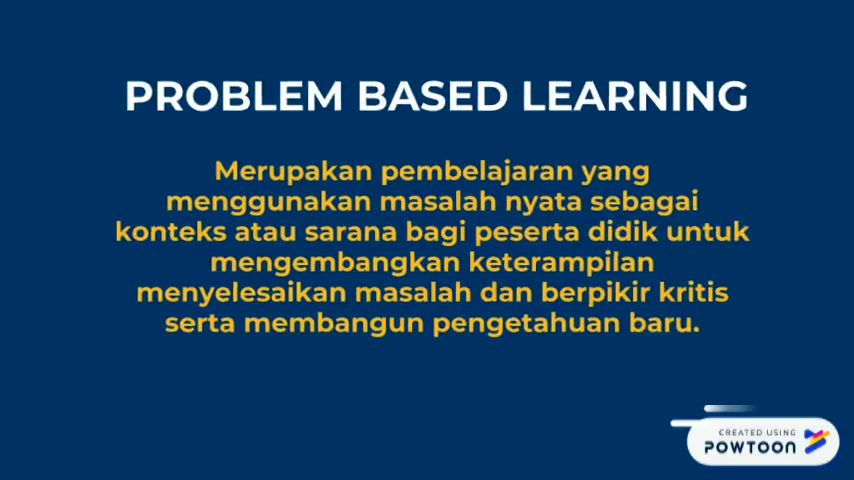 PROBLEM BASED LEARNING
Merupakan pembelajaran yang
menggunakan masalah nyata sebagai
konteks atau sarana bagi peserta didik untuk
mengembangkan keterampilan
menyelesaikan masalah dan berpikir kritis
serta membangun pengetahuan baru.
CREATED USING
POWTOON